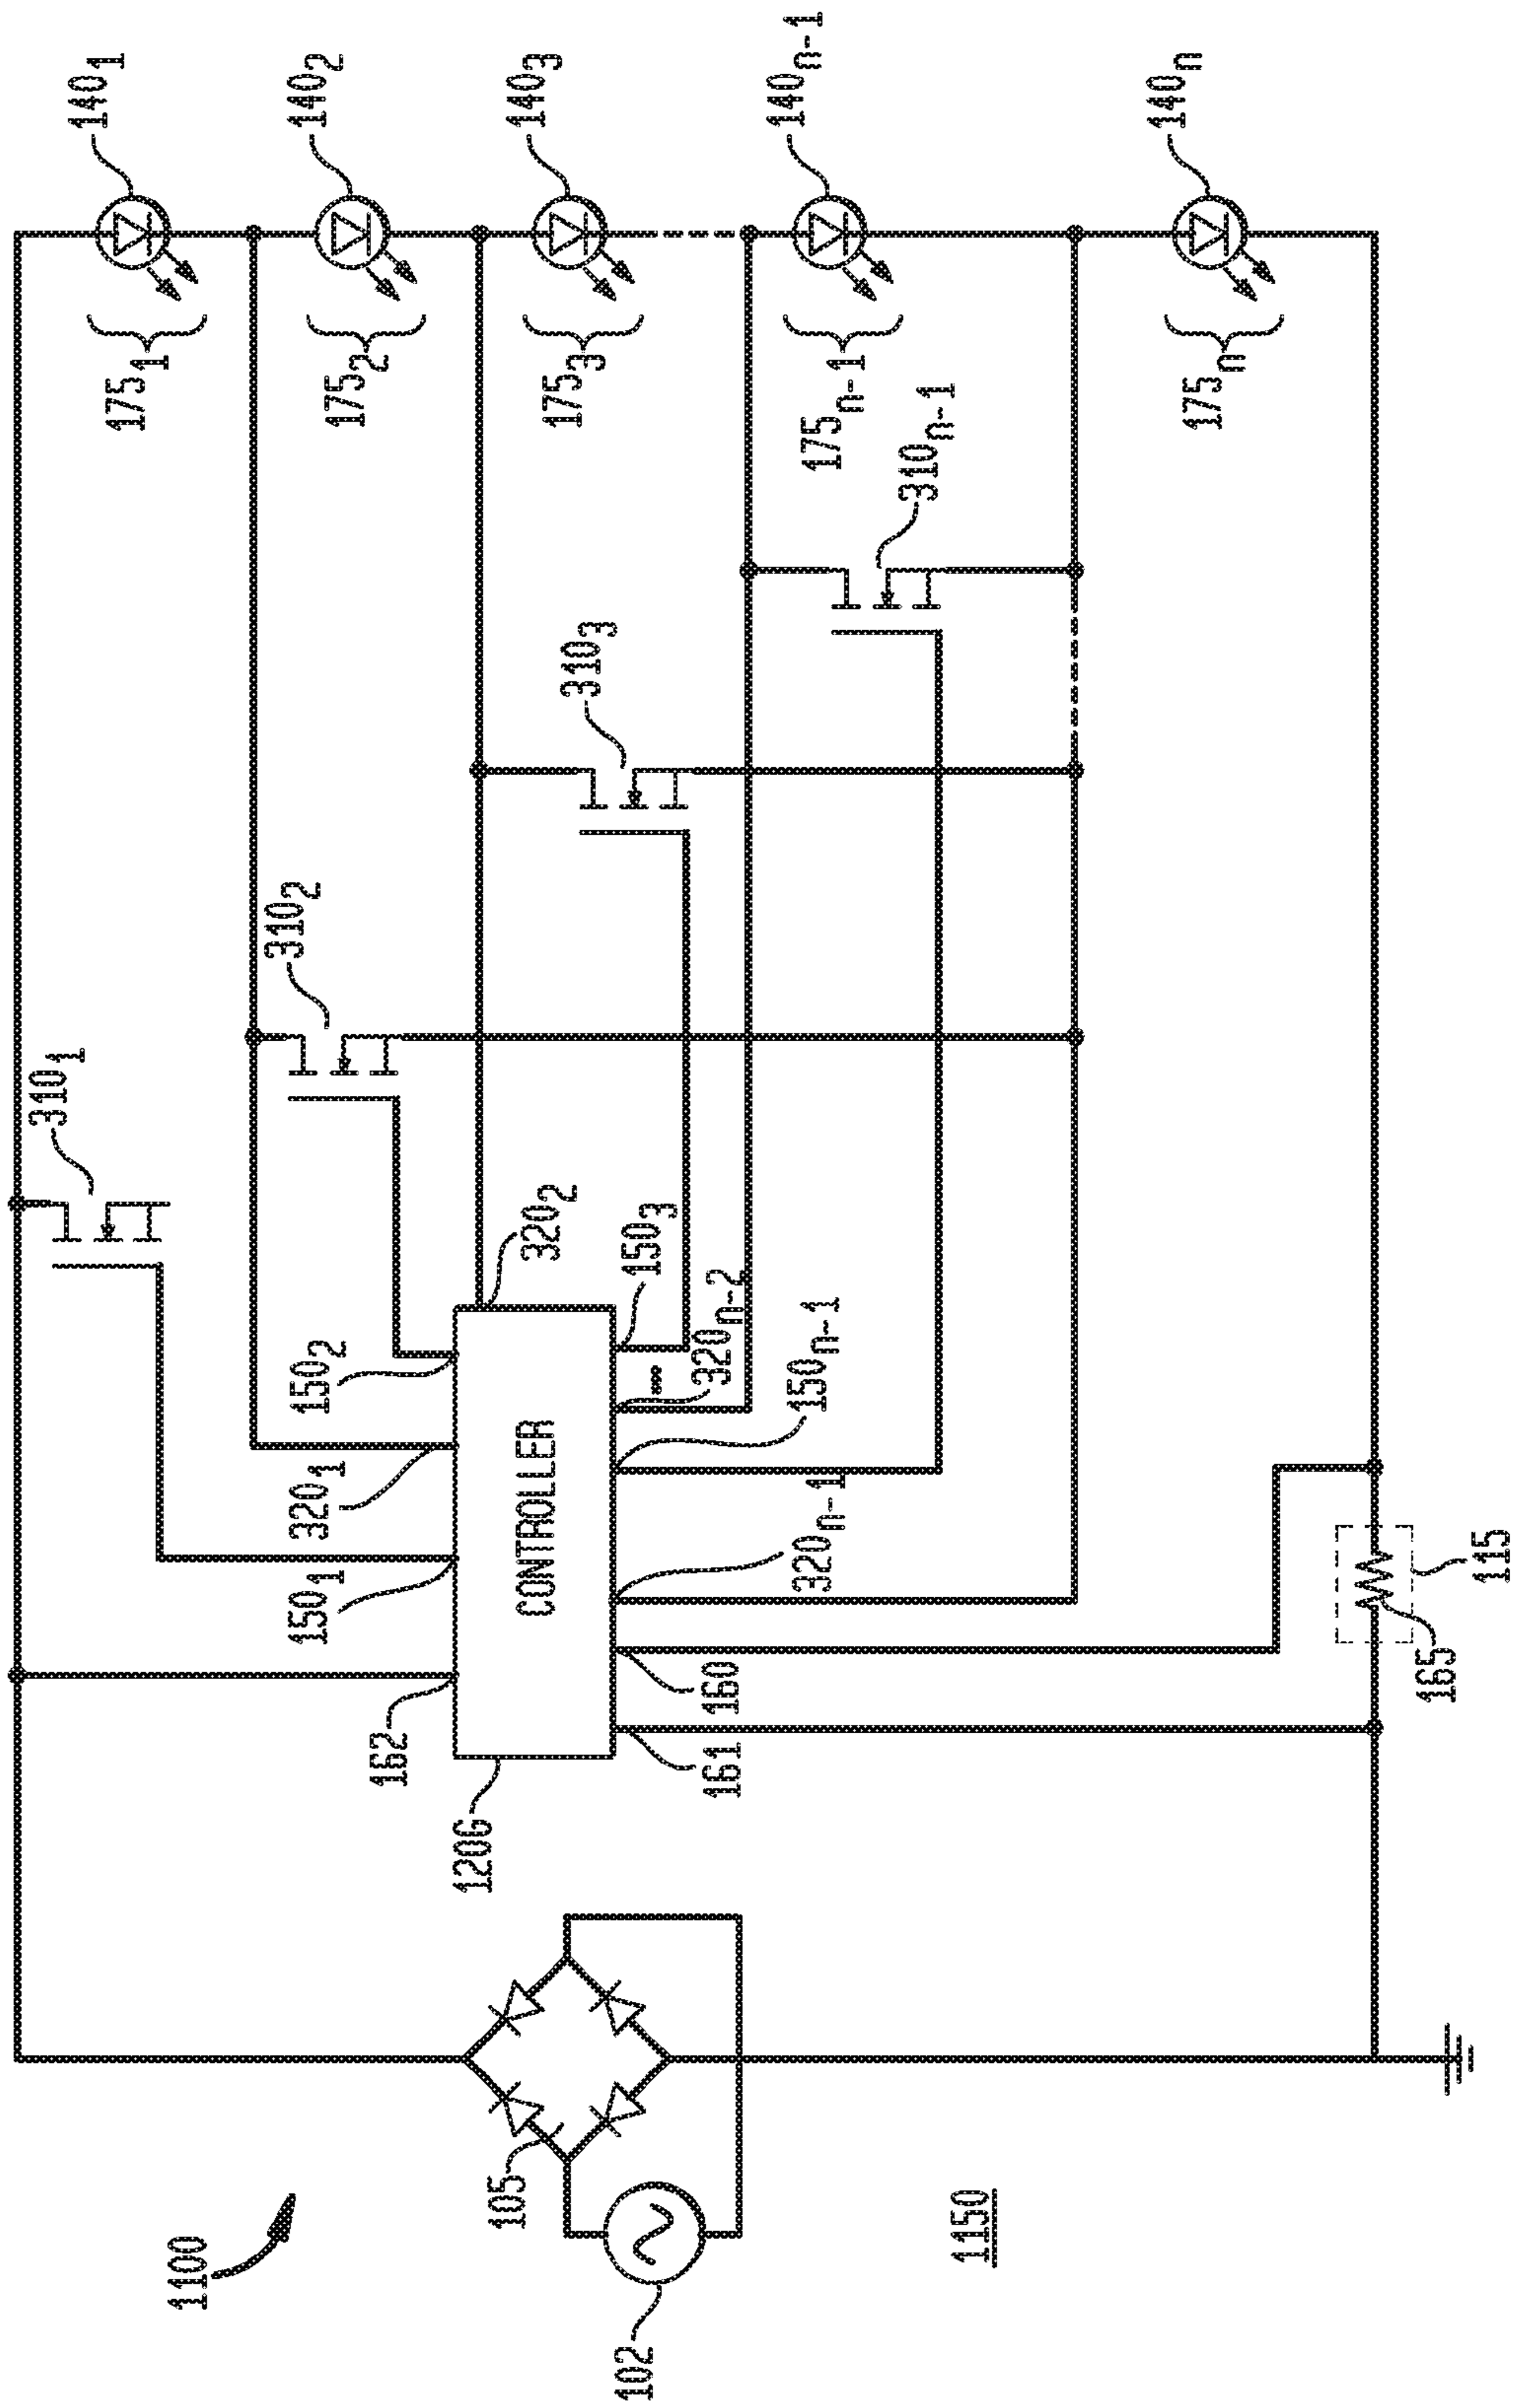 140₁
140₂
140₃
140ₙ₋₁
140ₙ
175₁
175₂
175₃
175ₙ₋₁
175ₙ
310₁
310₂
310₃
310ₙ₋₁
320₂
150₃
320ₙ₋₂
150ₙ₋₁
320ₙ₋₁
150₂
320₁
150₁
162
CONTROLLER
160
161
120G
115
165
105
102
1100
1150